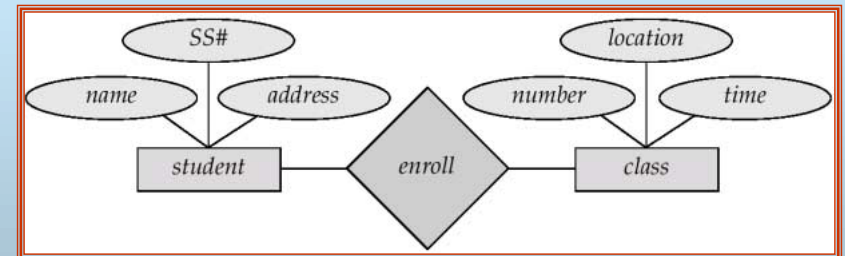 SS#
location
name
address
number
time
student
enroll
class